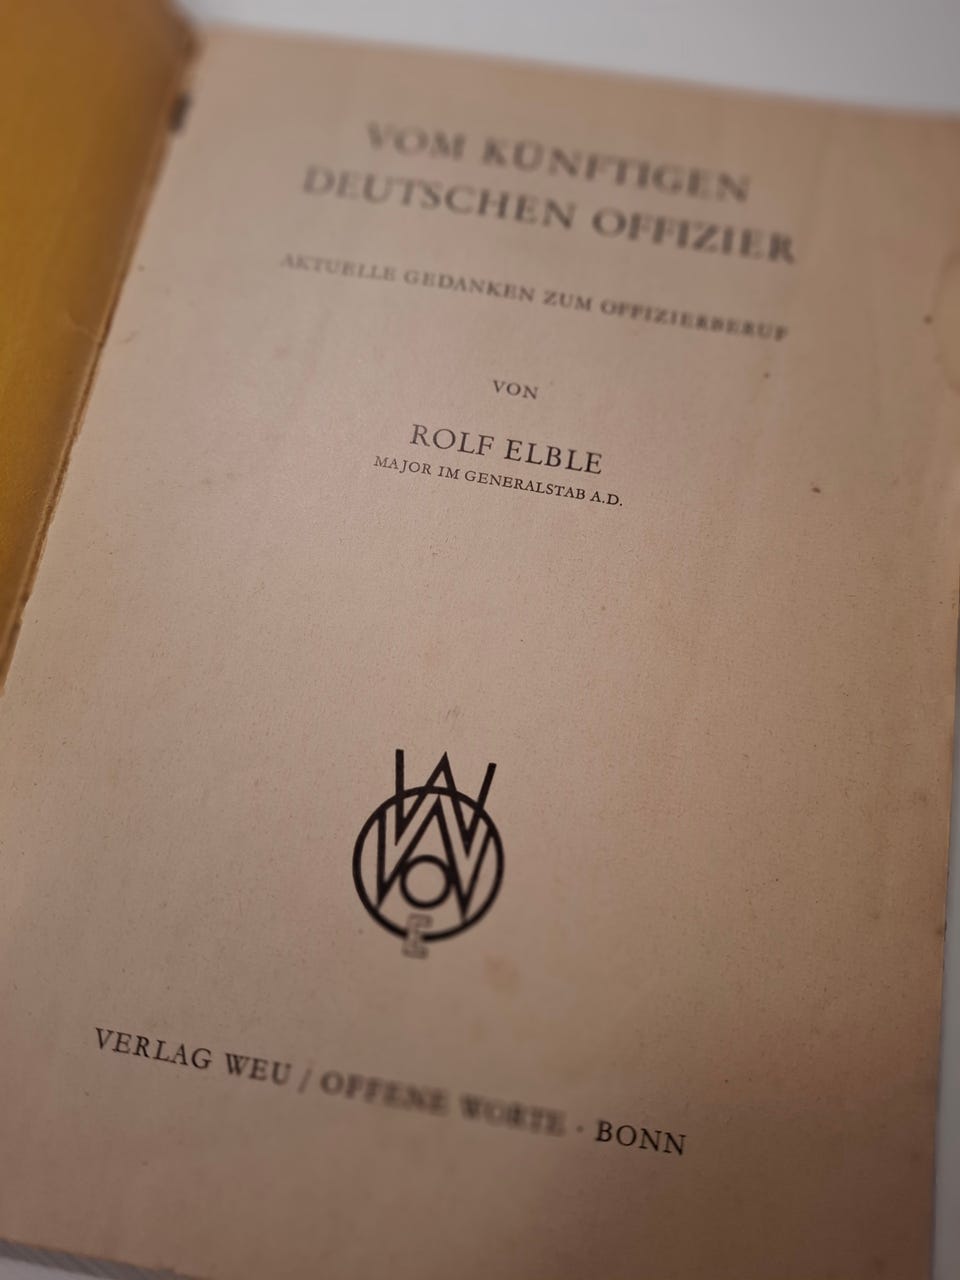 VOM KÜNFTIGEN
DEUTSCHEN OFFIZIER
AKTUELLE GEDANKEN ZUM OFFIZIERBERUF
VON
ROLF ELBLE
MAJOR IM GENERALSTAB A.D.
W
W
O
E
VERLAG WEU / OFFENE WORTE · BONN